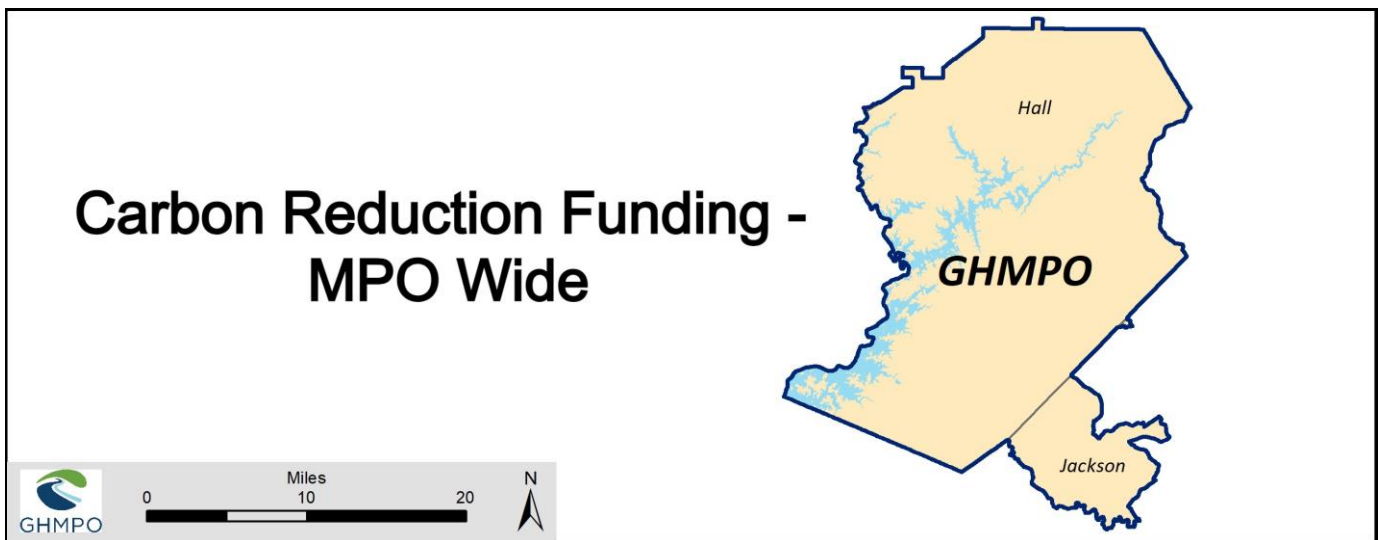 Carbon Reduction Funding -
MPO Wide
Hall
GHMPO
Jackson
GHMPO
Miles
0 10 20
N